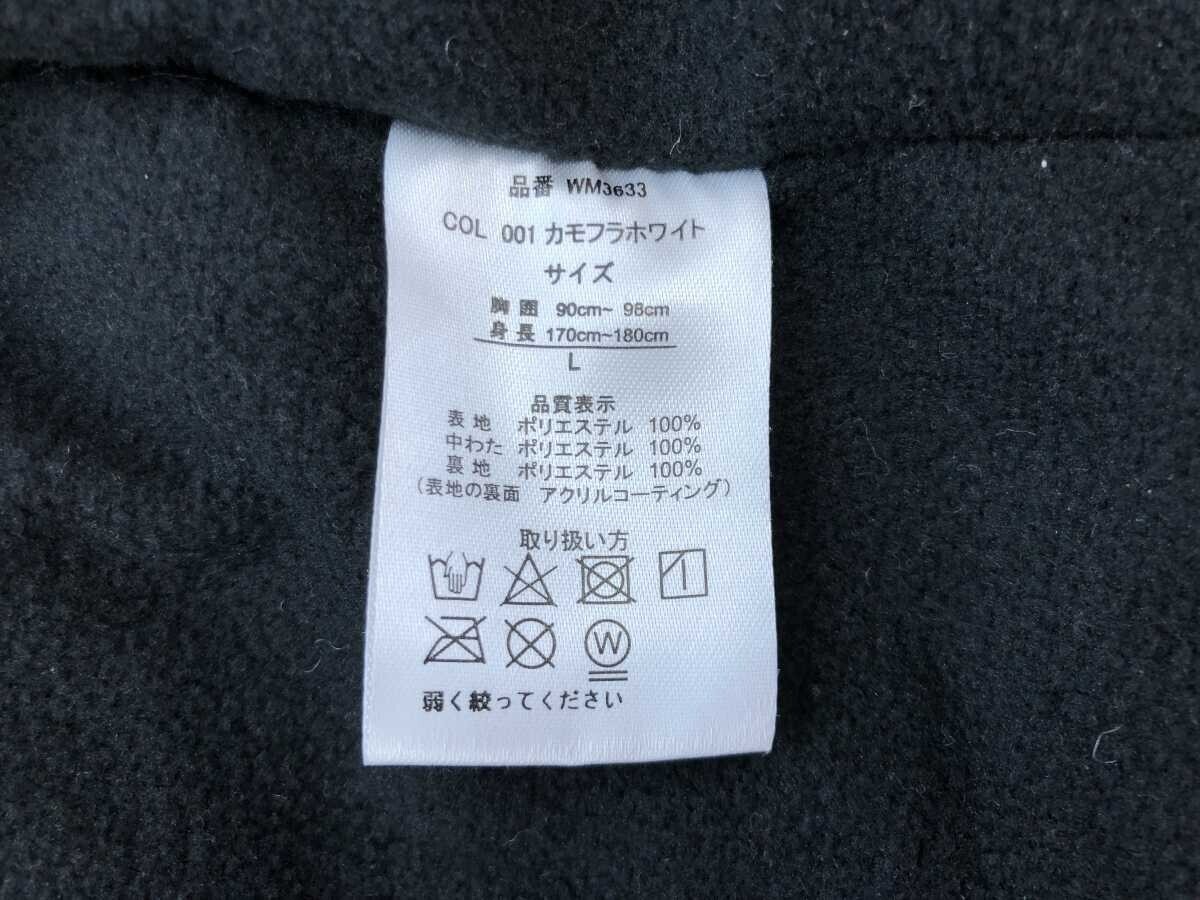 品番 WM3633
COL 001 カモフラホワイト
サイズ
胸囲 90cm~ 98cm
身長 170cm~180cm
L
品質表示
表地 ポリエステル 100%
中わた ポリエステル 100%
裏地 ポリエステル 100%
(表地の裏面 アクリルコーティング)
取り扱い方
W
弱く絞ってください